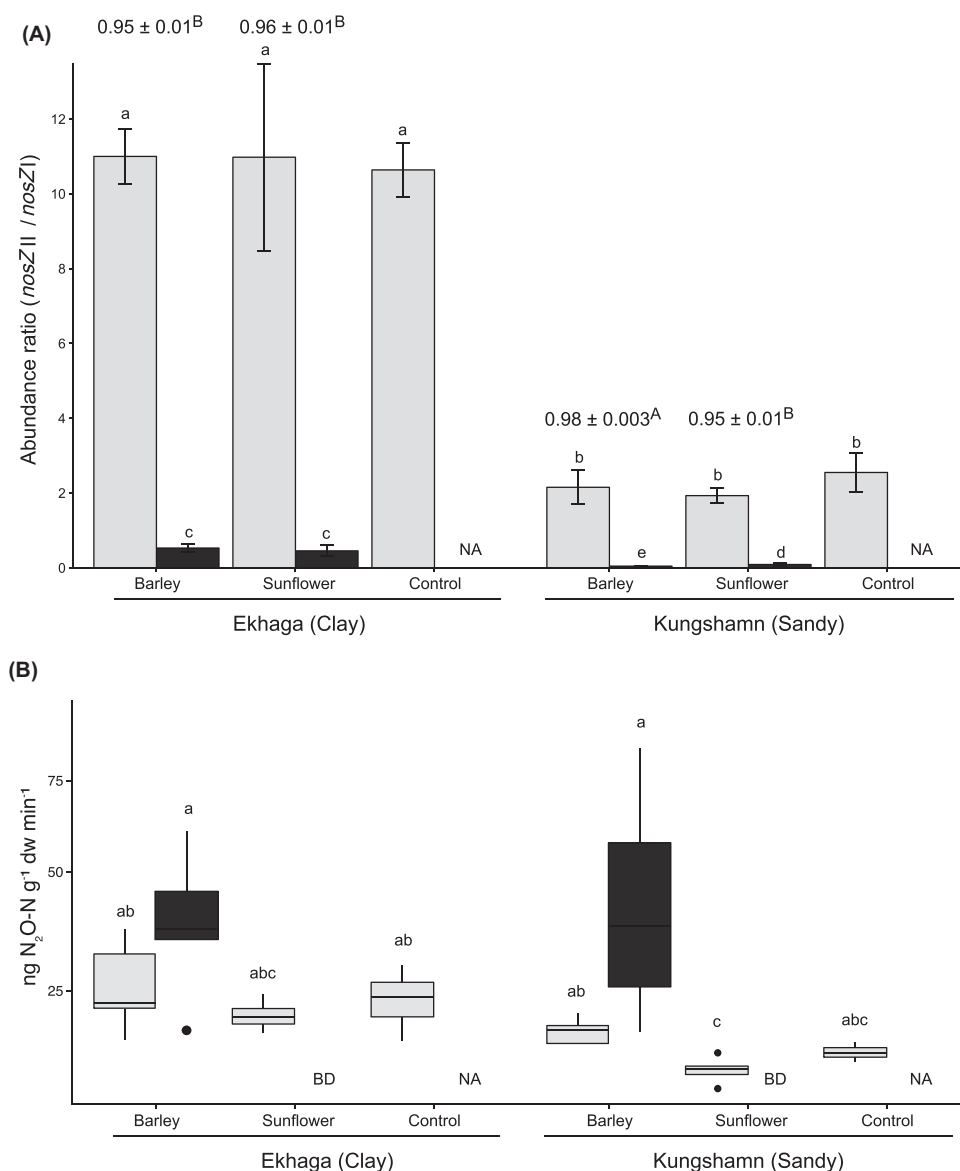 (A)
0.95 ± 0.01B 0.96 ± 0.01B
a
a a
12
10
8
6
4
2
0
Abundance ratio (nosZ II / nosZ I)
0.98 ± 0.003A 0.95 ± 0.01B
b b b
c c NA e d NA
Barley Sunflower Control Barley Sunflower Control
Ekhaga (Clay) Kungshamn (Sandy)
(B)
75
50
25
ng N2O-N g-1 dw min-1
a a
ab abc ab ab c abc
BD NA BD NA
Barley Sunflower Control Barley Sunflower Control
Ekhaga (Clay) Kungshamn (Sandy)